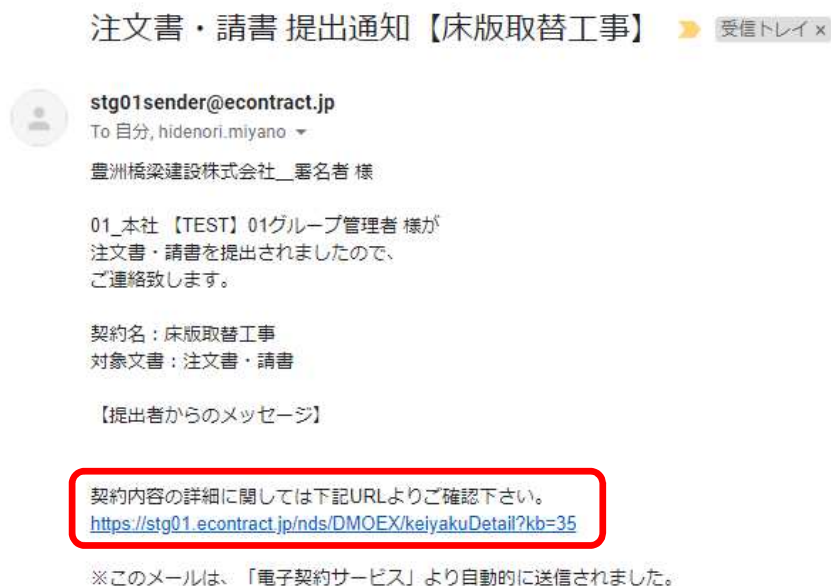 注文書・請書 提出通知【床版取替工事】 受信トレイ ×
stg01sender@econtract.jp
To 自分, hidenori.miyano
豊洲橋梁建設株式会社__署名者 様
01_本社 【TEST】01グループ管理者 様が
注文書・請書を提出されましたので、
ご連絡致します。
契約名：床版取替工事
対象文書：注文書・請書
【提出者からのメッセージ】
契約内容の詳細に関しては下記URLよりご確認下さい。
https://stg01.econtract.jp/nds/DMOEX/keiyakuDetail?kb=35
※このメールは、「電子契約サービス」より自動的に送信されました。